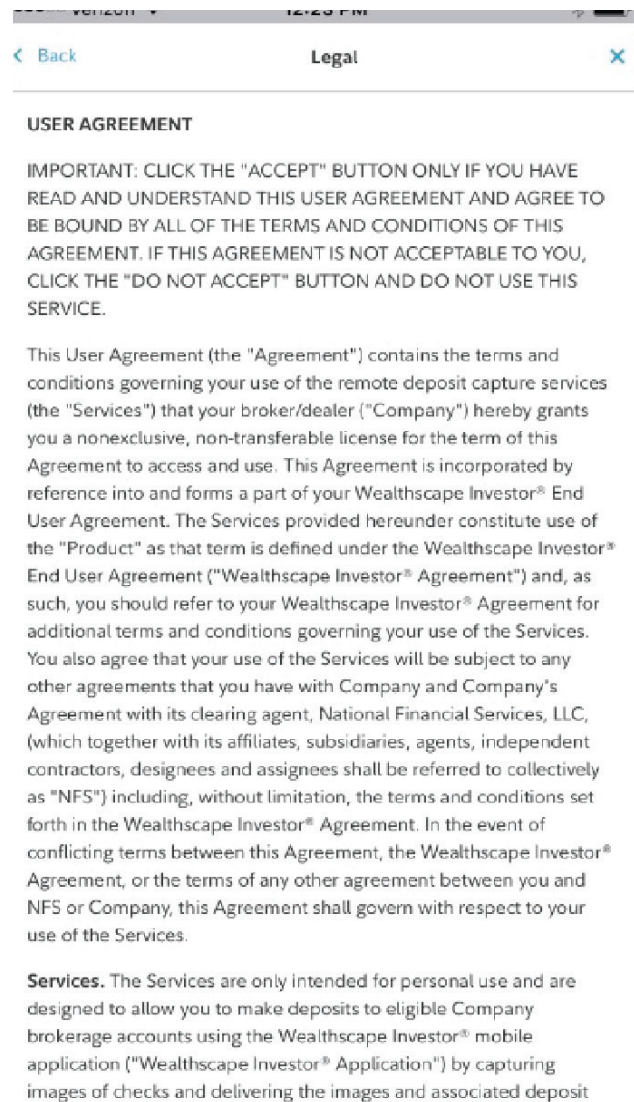 Verizon 12:23 PM
Back Legal ×
USER AGREEMENT
IMPORTANT: CLICK THE "ACCEPT" BUTTON ONLY IF YOU HAVE
READ AND UNDERSTAND THIS USER AGREEMENT AND AGREE TO
BE BOUND BY ALL OF THE TERMS AND CONDITIONS OF THIS
AGREEMENT. IF THIS AGREEMENT IS NOT ACCEPTABLE TO YOU,
CLICK THE "DO NOT ACCEPT" BUTTON AND DO NOT USE THIS
SERVICE.
This User Agreement (the "Agreement") contains the terms and
conditions governing your use of the remote deposit capture services
(the "Services") that your broker/dealer ("Company") hereby grants
you a nonexclusive, non-transferable license for the term of this
Agreement to access and use. This Agreement is incorporated by
reference into and forms a part of your Wealthscape Investor® End
User Agreement. The Services provided hereunder constitute use of
the "Product" as that term is defined under the Wealthscape Investor®
End User Agreement ("Wealthscape Investor® Agreement") and, as
such, you should refer to your Wealthscape Investor® Agreement for
additional terms and conditions governing your use of the Services.
You also agree that your use of the Services will be subject to any
other agreements that you have with Company and Company's
Agreement with its clearing agent, National Financial Services, LLC,
(which together with its affiliates, subsidiaries, agents, independent
contractors, designees and assignees shall be referred to collectively
as "NFS") including, without limitation, the terms and conditions set
forth in the Wealthscape Investor® Agreement. In the event of
conflicting terms between this Agreement, the Wealthscape Investor®
Agreement, or the terms of any other agreement between you and
NFS or Company, this Agreement shall govern with respect to your
use of the Services.
Services. The Services are only intended for personal use and are
designed to allow you to make deposits to eligible Company
brokerage accounts using the Wealthscape Investor® mobile
application ("Wealthscape Investor® Application") by capturing
images of checks and delivering the images and associated deposit